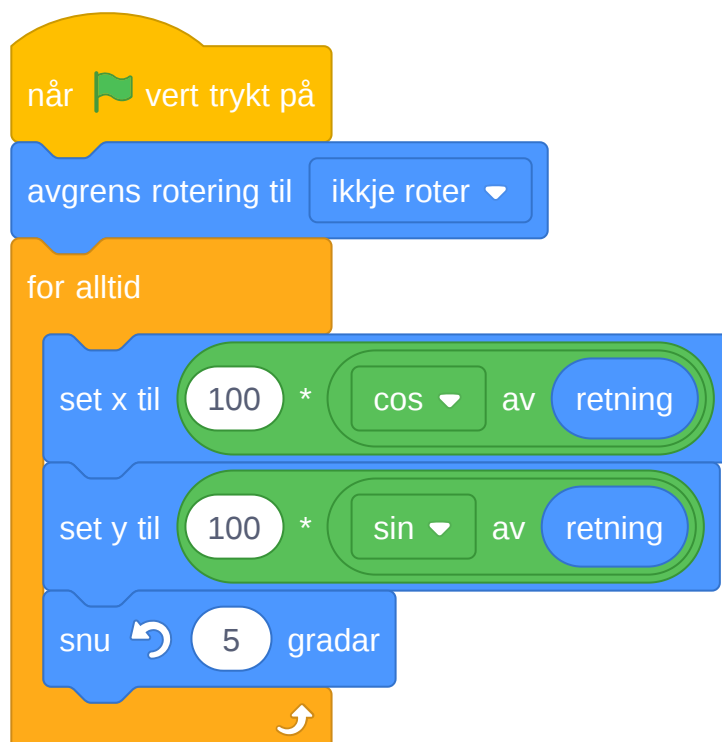 når vert trykt på
avgrens rotering til ikkje roter
for alltid
set x til 100 * cos av retning
set y til 100 * sin av retning
snu 5 gradar